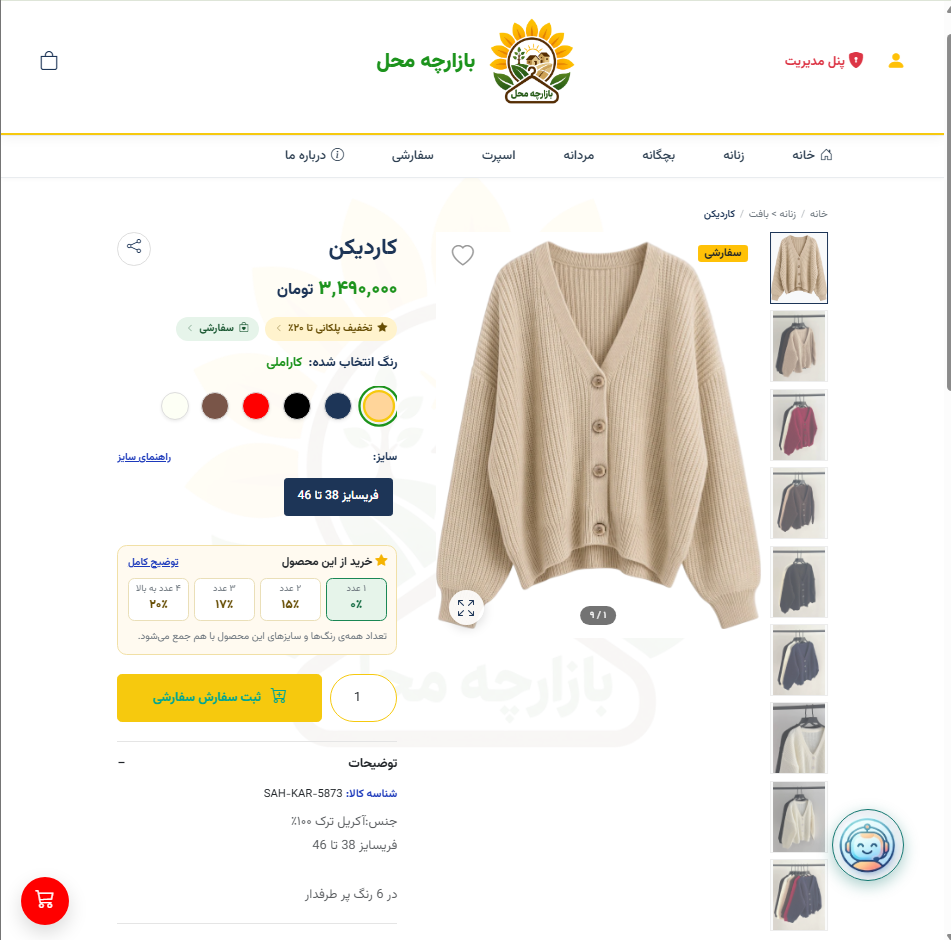 پنل مدیریت
بازارچه محل
بازارچه محل
خانه
زنانه
بچگانه
مردانه
اسپرت
سفارشی
درباره ما
خانه / زنانه > بافت / کاردیکن
سفارشی
۹ / ۱
کاردیکن
۳,۴۹۰,۰۰۰ تومان
تخفیف پلکانی تا ۲۰٪
سفارشی
رنگ انتخاب شده: کاراملی
سایز:
راهنمای سایز
فریسایز 38 تا 46
خرید از این محصول
توضیح کامل
۱ عدد
۰٪
۲ عدد
۱۵٪
۳ عدد
۱۷٪
۴ عدد به بالا
۲۰٪
تعداد همه‌ی رنگ‌ها و سایزهای این محصول با هم جمع می‌شود.
1
ثبت سفارش سفارشی
بازارچه محل
توضیحات
−
شناسه کالا: SAH-KAR-5873
جنس:آکریل ترک ۱۰۰٪
فریسایز 38 تا 46
در 6 رنگ پر طرفدار